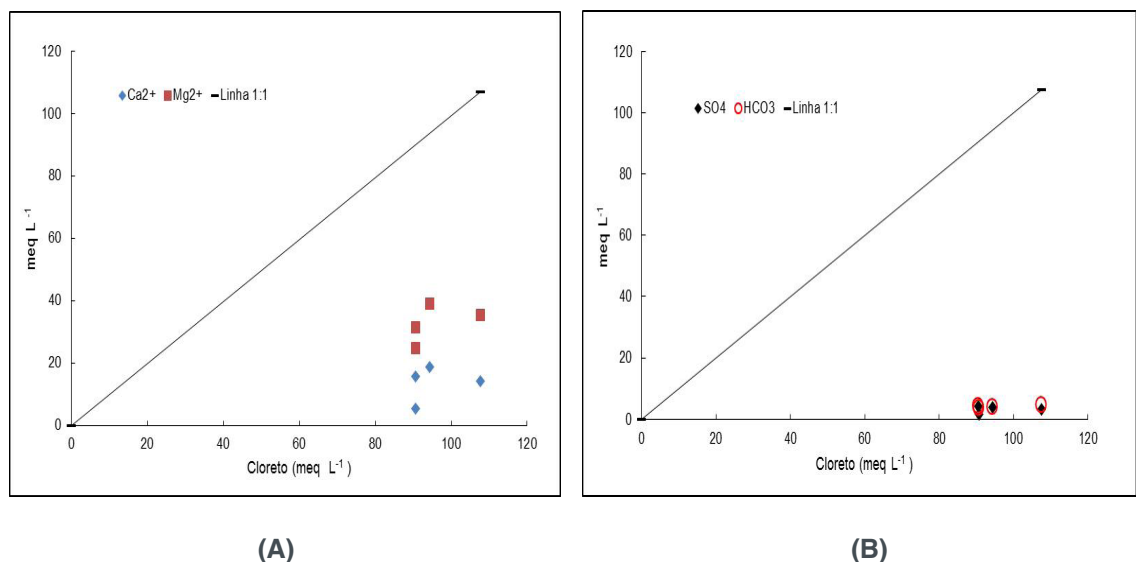 120
100
80
60
40
20
0
meq L-1
Ca2+ Mg2+ Linha 1:1
0 20 40 60 80 100 120
Cloreto (meq L-1)
(A)
120
100
80
60
40
20
0
meq L-1
SO4 HCO3 Linha 1:1
0 20 40 60 80 100 120
Cloreto (meq L-1)
(B)